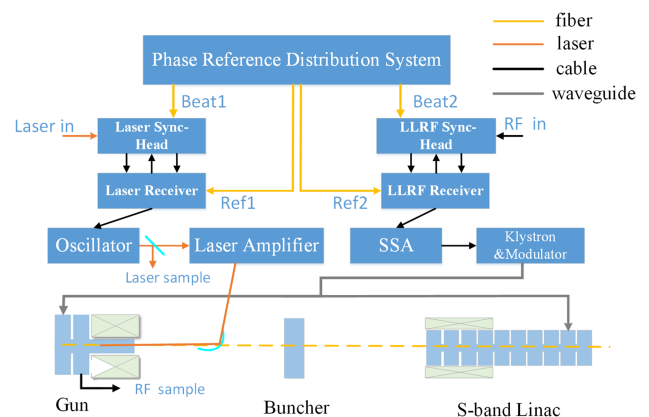 fiber
laser
cable
waveguide
Phase Reference Distribution System
Beat1
Beat2
Laser in
Laser Sync-
Head
LLRF Sync-
Head
RF in
Laser Receiver
LLRF Receiver
Ref1
Ref2
Oscillator
Laser Amplifier
SSA
Klystron
&Modulator
Laser sample
RF sample
Gun
Buncher
S-band Linac